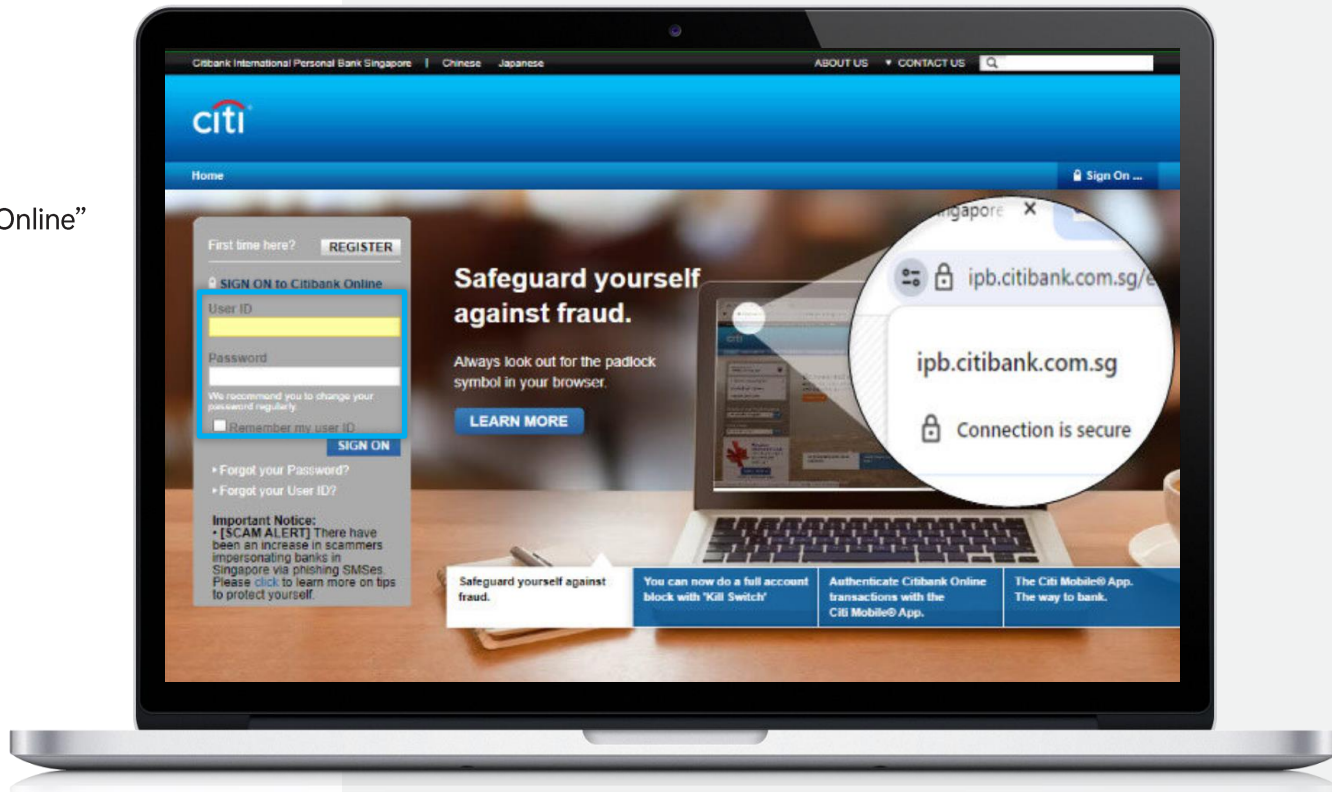 Online”
Citibank International Personal Bank Singapore | Chinese Japanese ABOUT US ▼ CONTACT US
citi
Home Sign On ...
First time here? REGISTER
SIGN ON to Citibank Online
User ID
Password
We recommend you to change your
password regularly.
Remember my user ID
SIGN ON
Forgot your Password?
Forgot your User ID?
Important Notice:
• [SCAM ALERT] There have
been an increase in scammers
impersonating banks in
Singapore via phishing SMSes.
Please click to learn more on tips
to protect yourself.
Safeguard yourself
against fraud.
Always look out for the padlock
symbol in your browser.
LEARN MORE
ngapore X
ipb.citibank.com.sg/e
ipb.citibank.com.sg
Connection is secure
Safeguard yourself against
fraud.
You can now do a full account
block with 'Kill Switch'
Authenticate Citibank Online
transactions with the
Citi Mobile® App.
The Citi Mobile® App.
The way to bank.